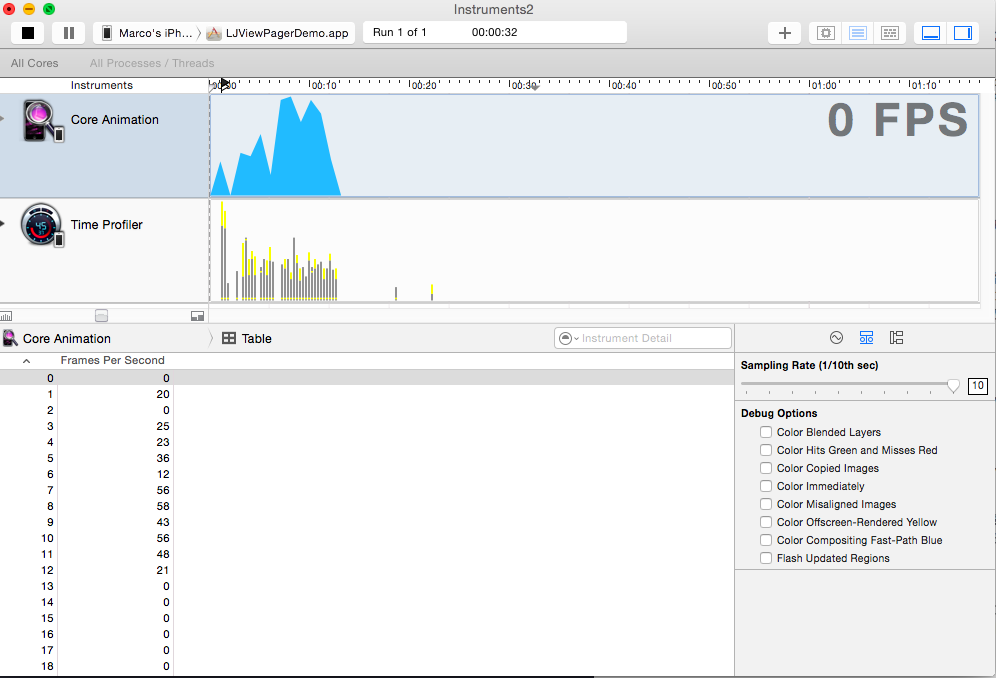 Instruments2
Marco's iPh... LJViewPagerDemo.app Run 1 of 1 00:00:32
All Cores All Processes / Threads
Instruments 00:00 00:10 00:20 00:30 00:40 00:50 01:00 01:10
Core Animation 0 FPS
45
Time Profiler
Core Animation Table Instrument Detail
Frames Per Second
Sampling Rate (1/10th sec)
10
Debug Options
Color Blended Layers
Color Hits Green and Misses Red
Color Copied Images
Color Immediately
Color Misaligned Images
Color Offscreen-Rendered Yellow
Color Compositing Fast-Path Blue
Flash Updated Regions
0 0
1 20
2 0
3 25
4 23
5 36
6 12
7 56
8 58
9 43
10 56
11 48
12 21
13 0
14 0
15 0
16 0
17 0
18 0